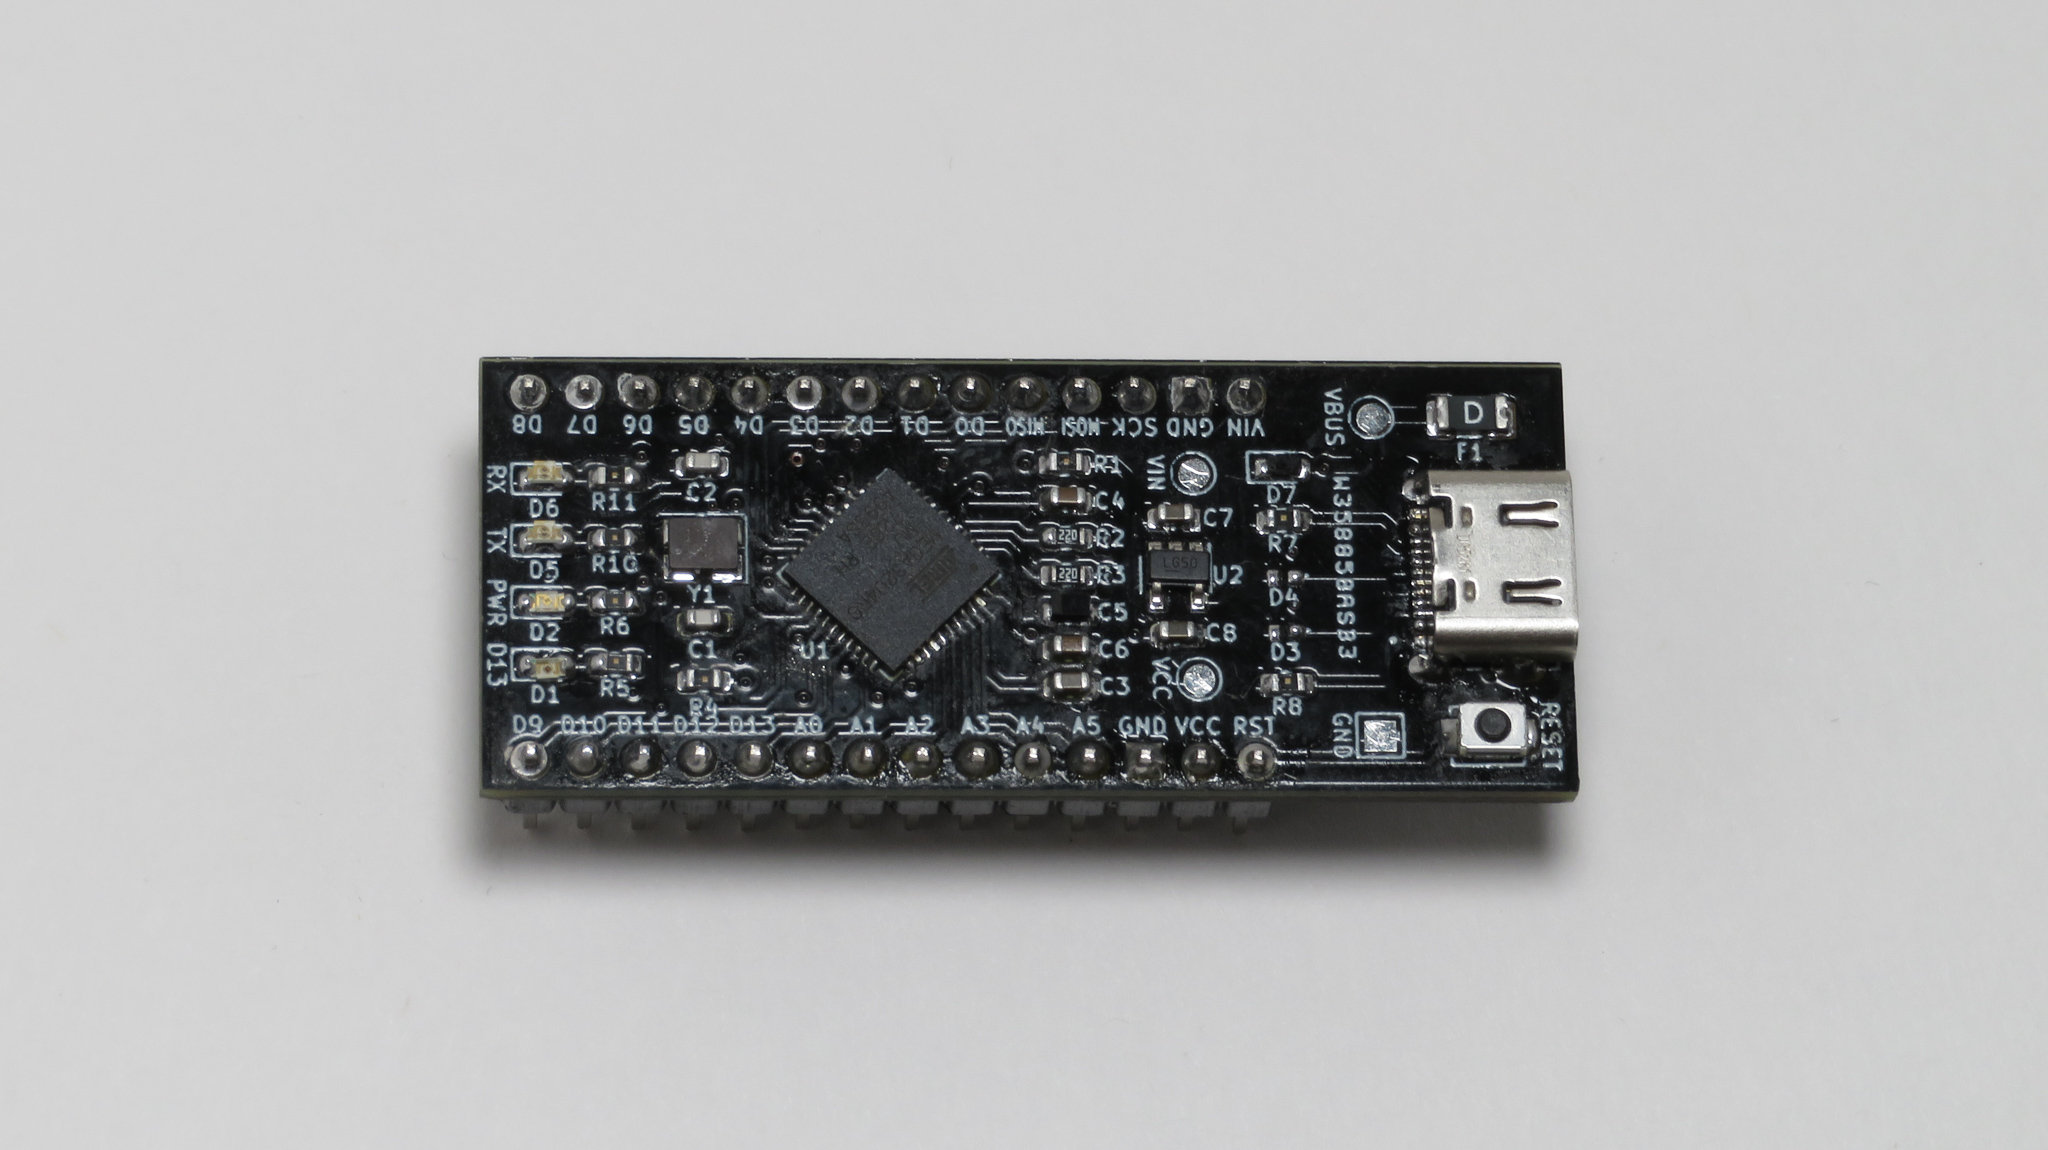 D8 D7 D6 D5 D4 D3 D2 D1 D0 MISO MOSI SCK GND VIN
VBUS
D
F1
RX
D6
R11
C2
R1
VIN
D7
C4
C7
TX
D5
R10
Y1
220
R2
R7
220
R3
LG50
U2
D4
PWR
D2
R6
C1
U1
C5
C6
C8
D3
D13
D1
R5
R4
C3
VCC
R8
GND
RESET
D9 D10 D11 D12 D13 A0 A1 A2 A3 A4 A5 GND VCC RST